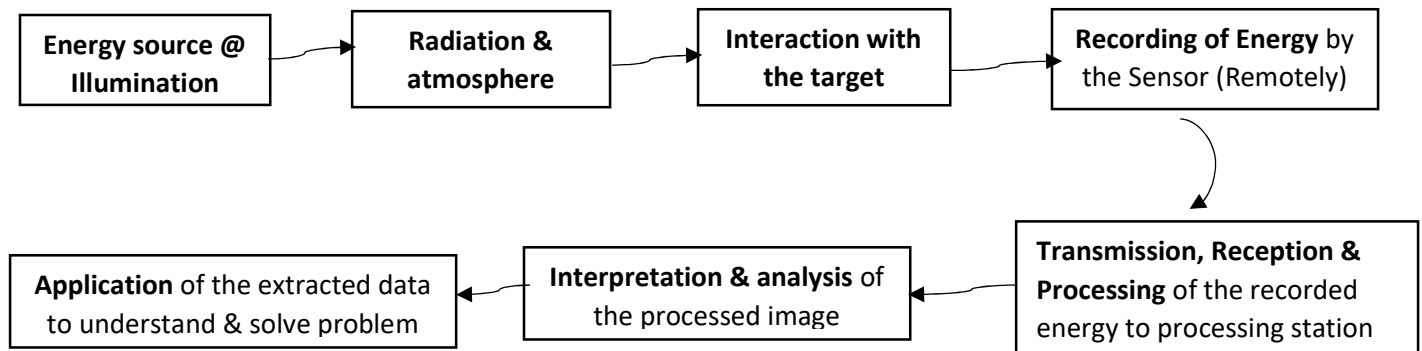 Energy source @
Illumination
Radiation &
atmosphere
Interaction with
the target
Recording of Energy by
the Sensor (Remotely)
Transmission, Reception &
Processing of the recorded
energy to processing station
Interpretation & analysis of
the processed image
Application of the extracted data
to understand & solve problem